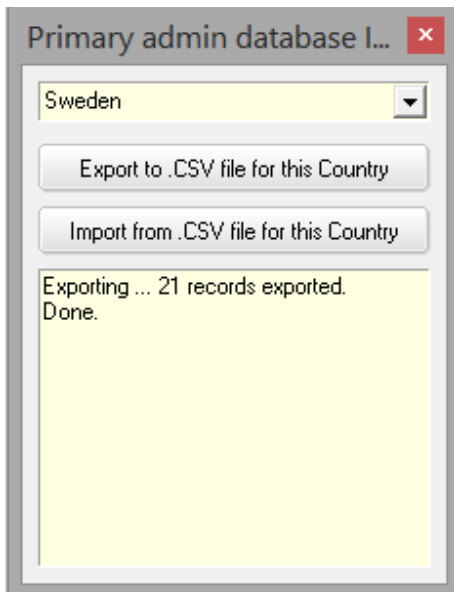 Primary admin database I...
Sweden
Export to .CSV file for this Country
Import from .CSV file for this Country
Exporting ... 21 records exported.
Done.